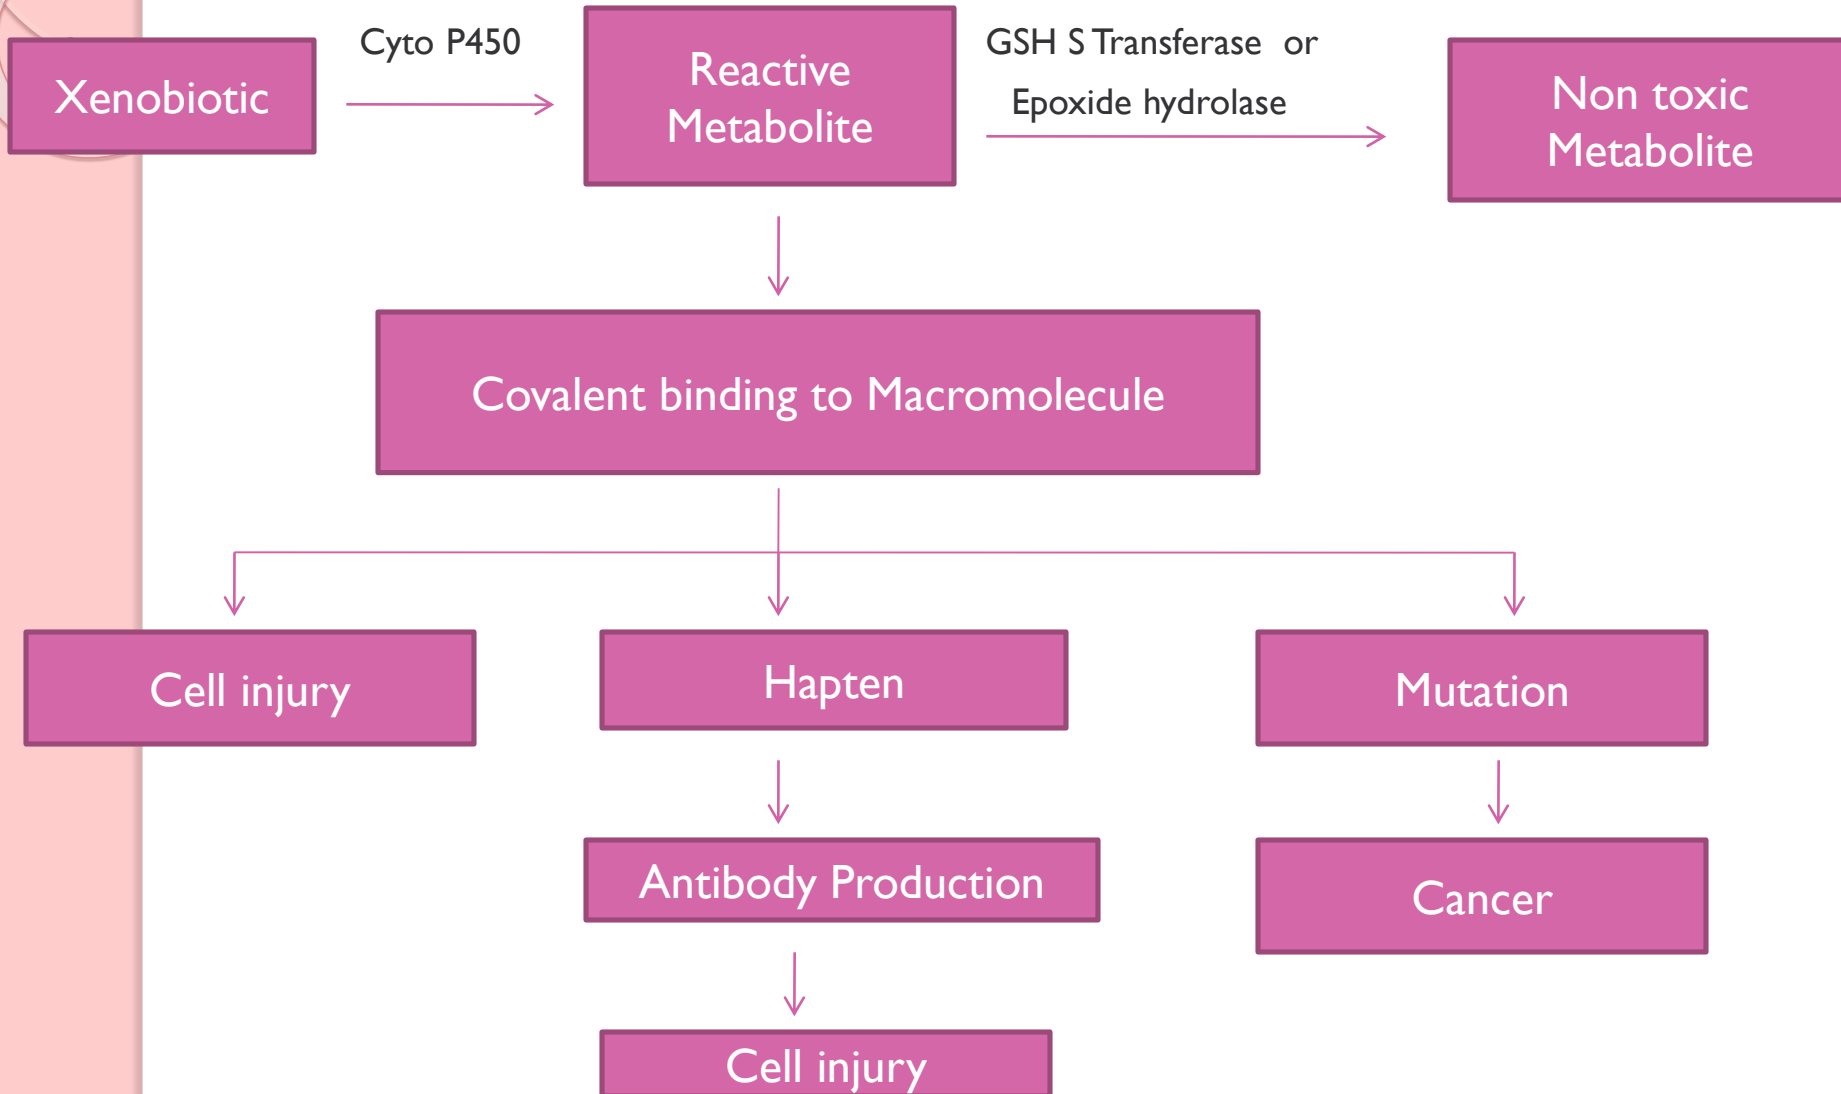 Xenobiotic
Cyto P450
Reactive
Metabolite
GSH S Transferase or
Epoxide hydrolase
Non toxic
Metabolite
Covalent binding to Macromolecule
Cell injury
Hapten
Mutation
Antibody Production
Cancer
Cell injury